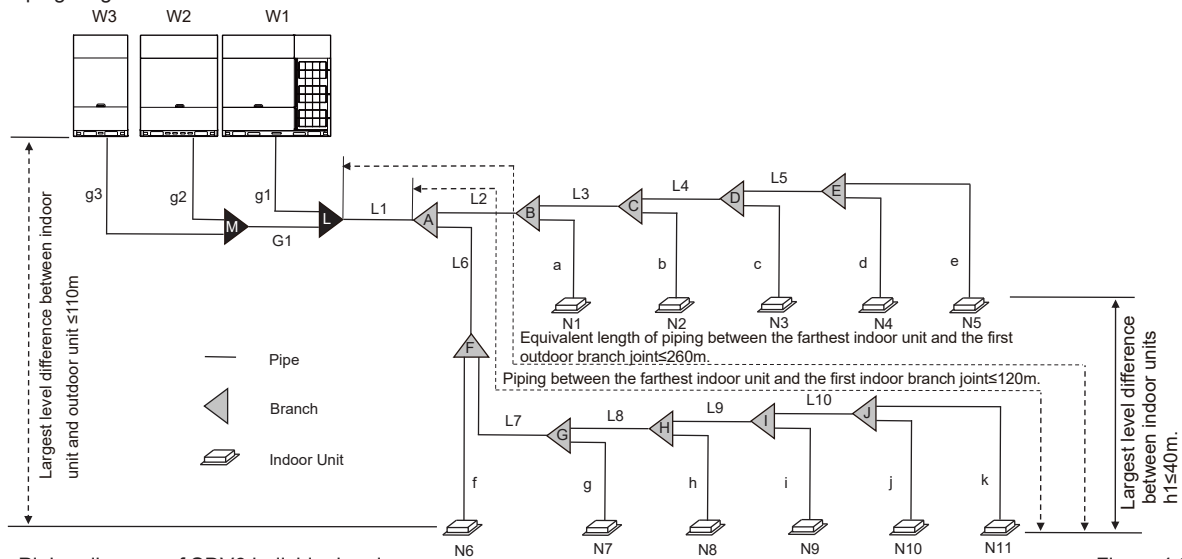 W3 W2 W1
g3 g2 g1
M L
G1
L1
A
L2
B
L3
C
L4
D
L5
E
L6
a b c d e
N1 N2 N3 N4 N5
Equivalent length of piping between the farthest indoor unit and the first
outdoor branch joint≤260m.
Piping between the farthest indoor unit and the first indoor branch joint≤120m.
Largest level difference between indoor
unit and outdoor unit ≤110m
Pipe
Branch
Indoor Unit
F
L7
G
L8
H
L9
I
L10
J
f g h i j k
N6 N7 N8 N9 N10 N11
Largest level difference
between indoor units
h1≤40m.